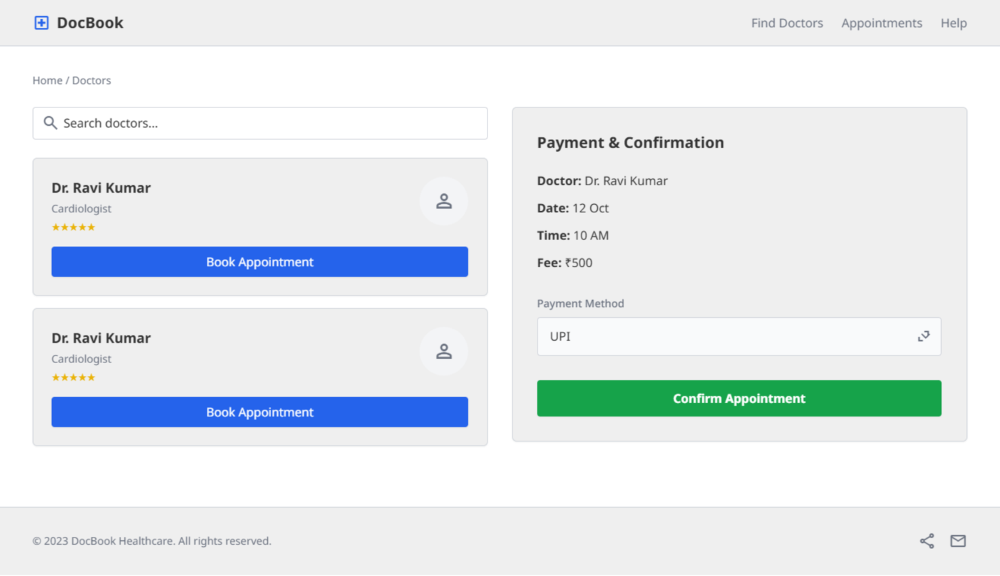 DocBook
Find Doctors Appointments Help
Home / Doctors
Search doctors...
Dr. Ravi Kumar
Cardiologist
★★★★★
Book Appointment
Dr. Ravi Kumar
Cardiologist
★★★★★
Book Appointment
Payment & Confirmation
Doctor: Dr. Ravi Kumar
Date: 12 Oct
Time: 10 AM
Fee: ₹500
Payment Method
UPI
Confirm Appointment
© 2023 DocBook Healthcare. All rights reserved.